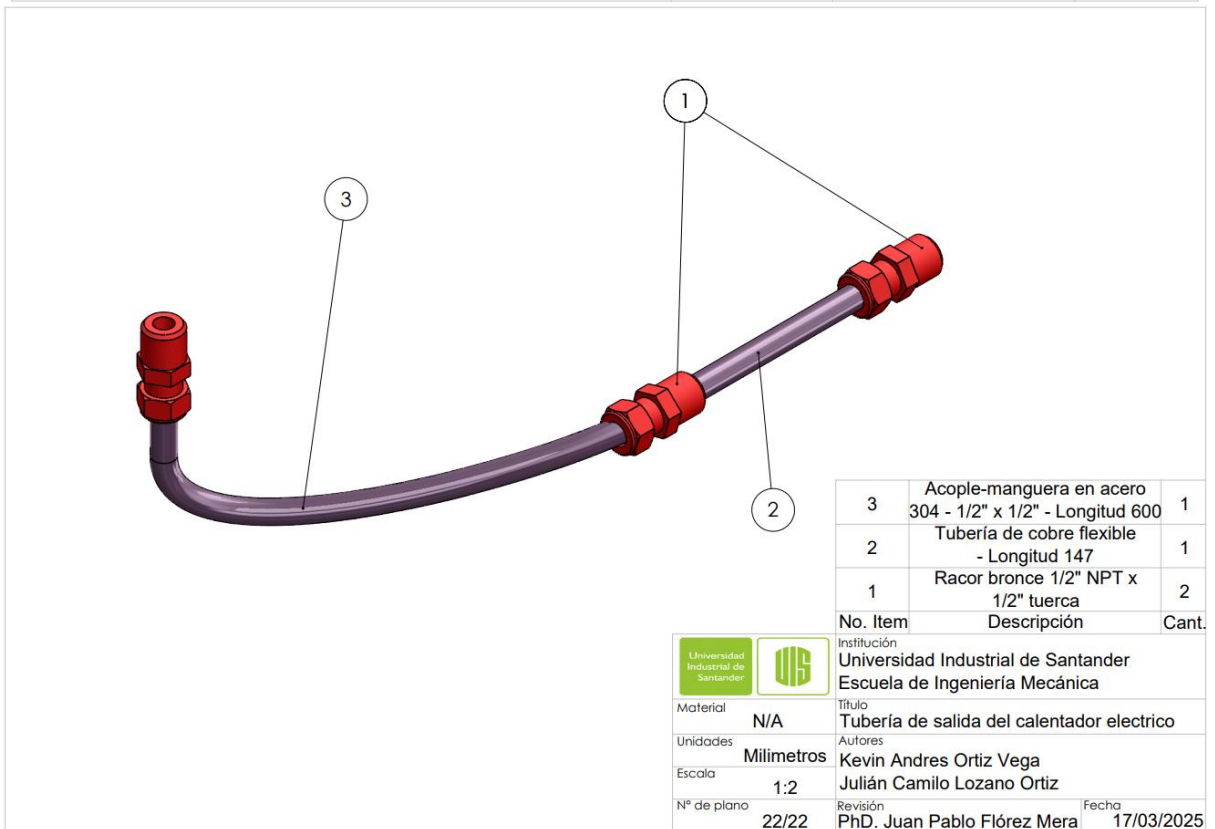 1
3
2
3 Acople-manguera en acero 304 - 1/2" x 1/2" - Longitud 600 1
2 Tubería de cobre flexible - Longitud 147 1
1 Racor bronce 1/2" NPT x 1/2" tuerca 2
No. Item Descripción Cant.
Universidad
Industrial de
Santander
UIS
Institución
Universidad Industrial de Santander
Escuela de Ingeniería Mecánica
Material
N/A
Título
Tubería de salida del calentador electrico
Unidades
Milimetros
Autores
Kevin Andres Ortiz Vega
Julián Camilo Lozano Ortiz
Escala
1:2
N° de plano
22/22
Revisión
PhD. Juan Pablo Flórez Mera
Fecha
17/03/2025